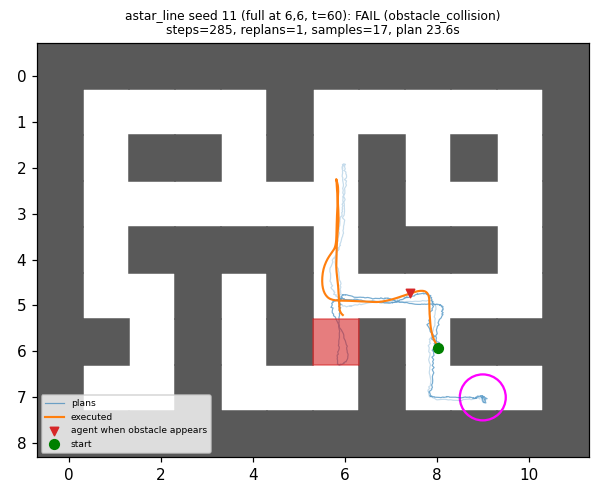 astar_line seed 11 (full at 6,6, t=60): FAIL (obstacle_collision)
steps=285, replans=1, samples=17, plan 23.6s
0
1
2
3
4
5
6
7
8
plans
executed
agent when obstacle appears
start
0
2
4
6
8
10